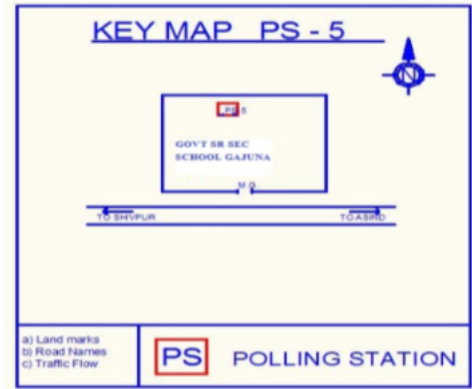 KEY MAP PS - 5
N
PS 5
GOVT SR SEC
SCHOOL GAJUNA
M.G.
TO SHIVPUR
TO ASIND
a) Land marks
b) Road Names
c) Traffic Flow
PS
POLLING STATION